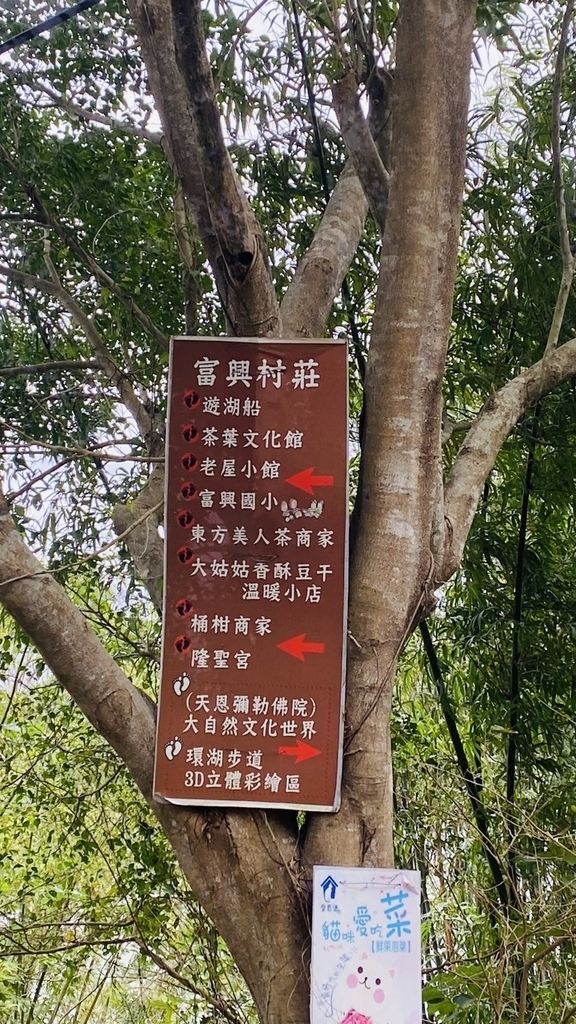 富興村莊
遊湖船
茶葉文化館
老屋小館
富興國小
東方美人茶商家
大姑姑香酥豆干
溫暖小店
桶柑商家
隆聖宮
(天恩彌勒佛院)
大自然文化世界
環湖步道
3D立體彩繪區
貓咪愛吃菜